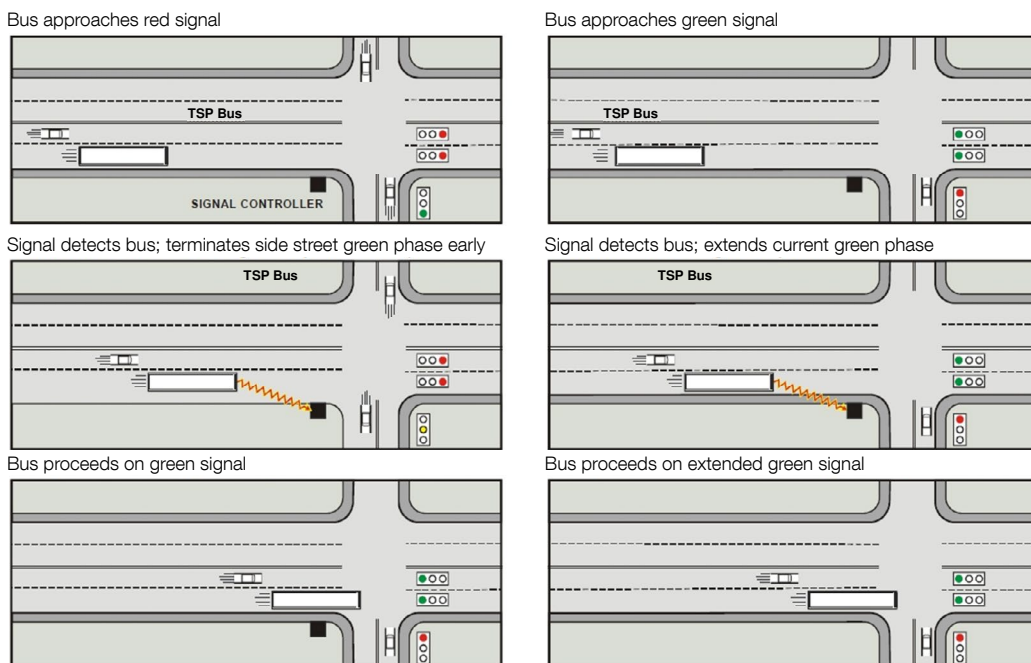 Bus approaches red signal
TSP Bus
SIGNAL CONTROLLER
Bus approaches green signal
TSP Bus
Signal detects bus; terminates side street green phase early
TSP Bus
Signal detects bus; extends current green phase
TSP Bus
Bus proceeds on green signal
Bus proceeds on extended green signal